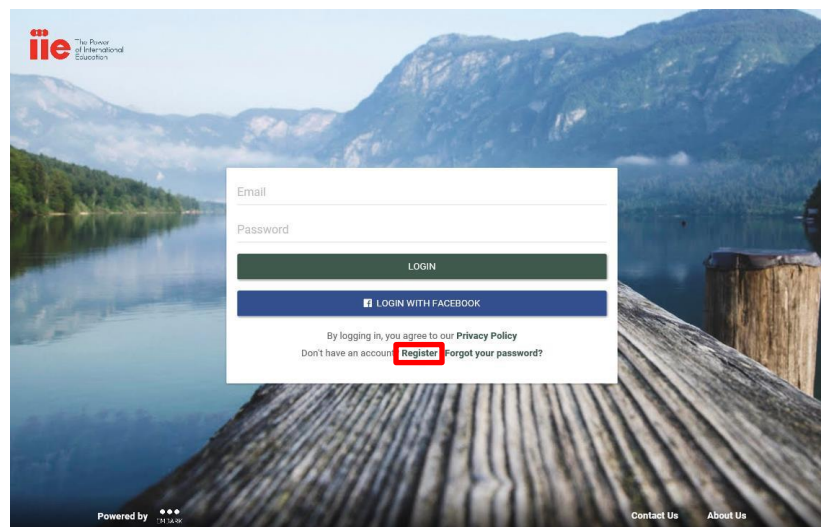 iie The Power
of International
Education
Email
Password
LOGIN
LOGIN WITH FACEBOOK
By logging in, you agree to our Privacy Policy
Don't have an account Register Forgot your password?
Powered by
Contact Us About Us